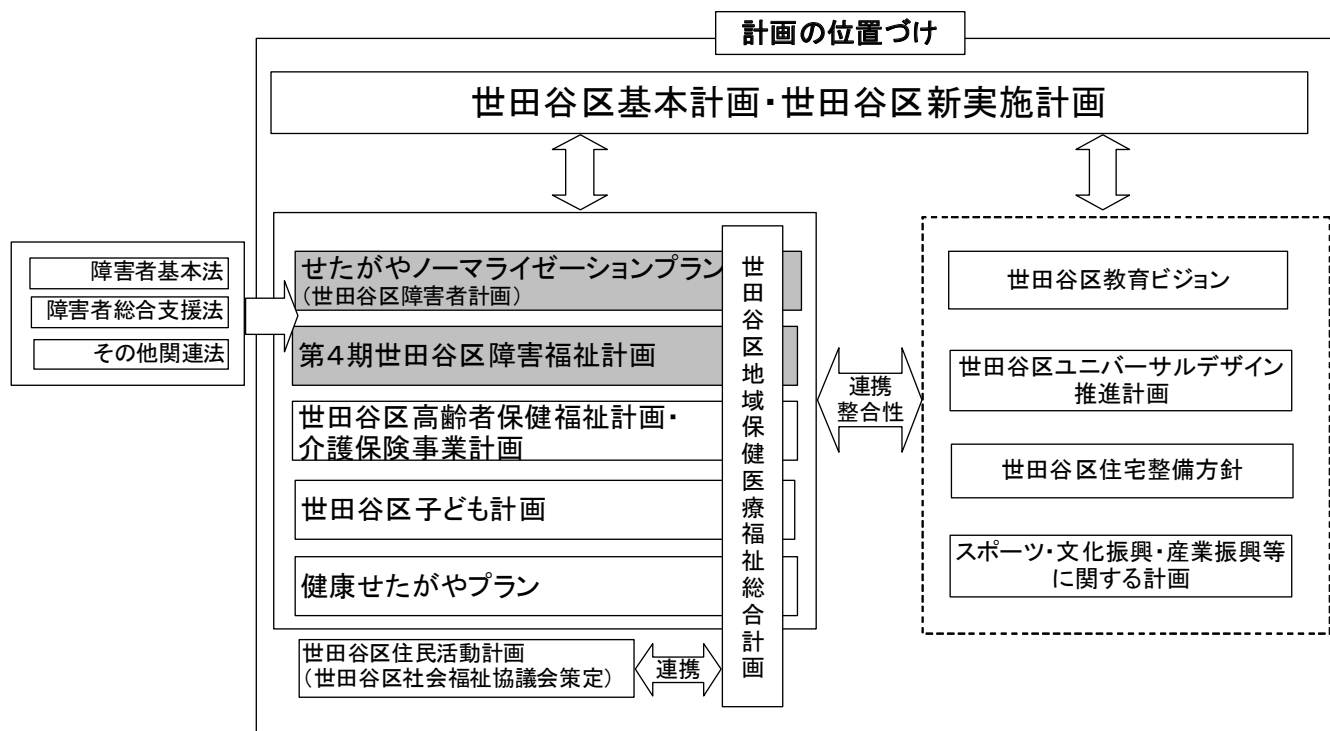 計画の位置づけ
世田谷区基本計画・世田谷区新実施計画
障害者基本法
障害者総合支援法
その他関連法
せたがやノーマライゼーションプラン
（世田谷区障害者計画）
第４期世田谷区障害福祉計画
世田谷区高齢者保健福祉計画・
介護保険事業計画
世田谷区子ども計画
健康せたがやプラン
世田谷区地域保健医療福祉総合計画
世田谷区住民活動計画
（世田谷区社会福祉協議会策定）
連携
連携
整合性
世田谷区教育ビジョン
世田谷区ユニバーサルデザイン
推進計画
世田谷区住宅整備方針
スポーツ・文化振興・産業振興等
に関する計画